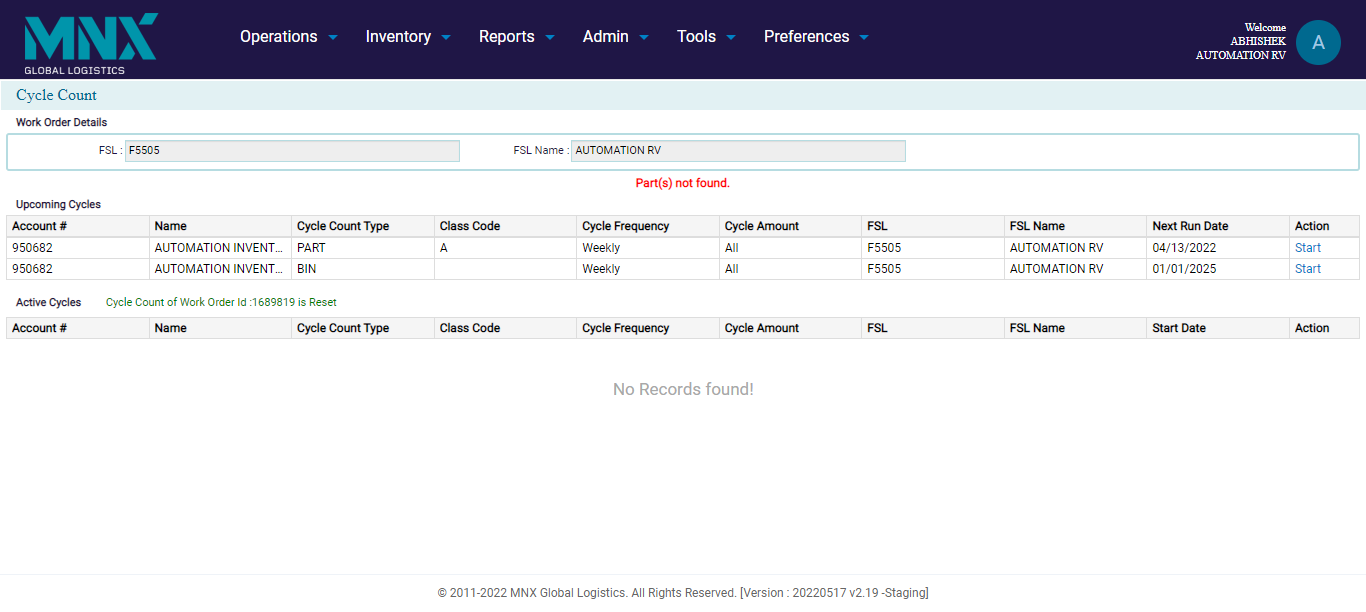 MNX
GLOBAL LOGISTICS
Operations Inventory Reports Admin Tools Preferences
Welcome
ABHISHEK
AUTOMATION RV
A
Cycle Count
Work Order Details
FSL : F5505 FSL Name : AUTOMATION RV
Part(s) not found.
Upcoming Cycles
Account # Name Cycle Count Type Class Code Cycle Frequency Cycle Amount FSL FSL Name Next Run Date Action
950682 AUTOMATION INVENT... PART A Weekly All F5505 AUTOMATION RV 04/13/2022 Start
950682 AUTOMATION INVENT... BIN Weekly All F5505 AUTOMATION RV 01/01/2025 Start
Active Cycles Cycle Count of Work Order Id :1689819 is Reset
Account # Name Cycle Count Type Class Code Cycle Frequency Cycle Amount FSL FSL Name Start Date Action
No Records found!
© 2011-2022 MNX Global Logistics. All Rights Reserved. [Version : 20220517 v2.19 -Staging]